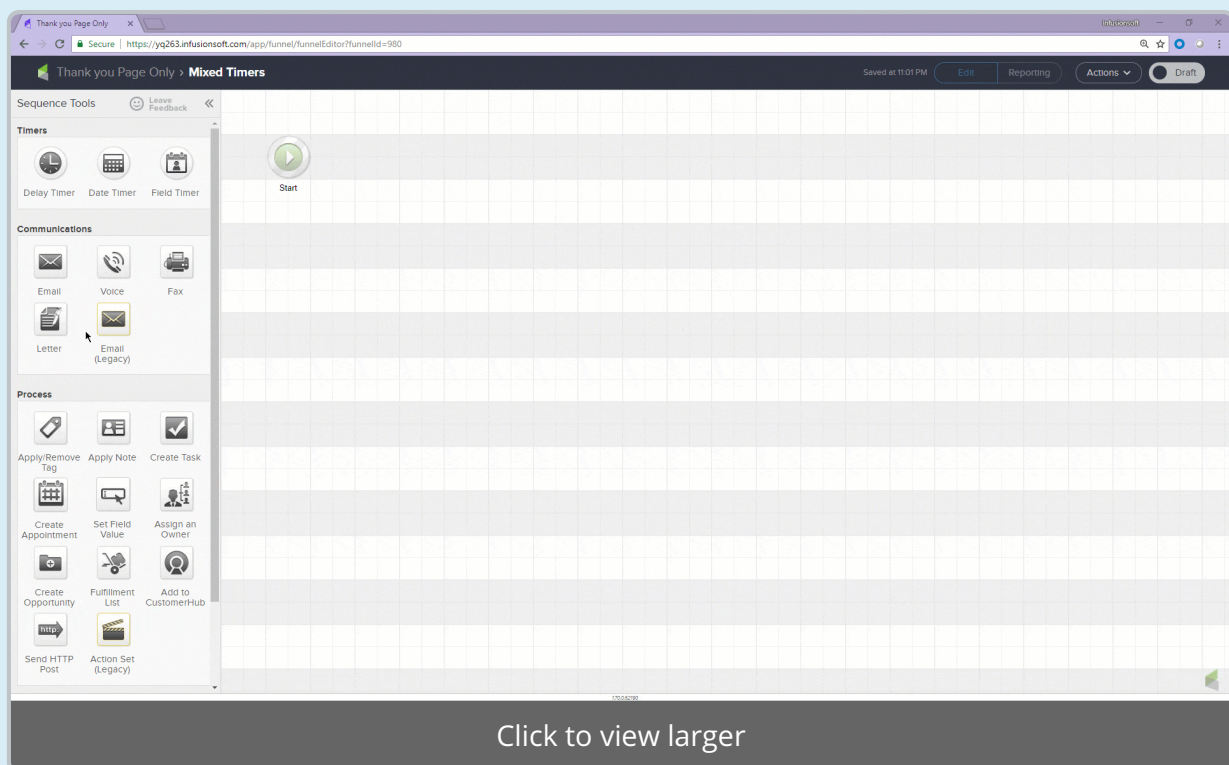 Thank you Page Only
Infusionsoft
Secure | https://yq263.infusionsoft.com/app/funnel/funnelEditor?funnelId=980
Thank you Page Only › Mixed Timers
Saved at 11:01 PM
Edit
Reporting
Actions
Draft
Sequence Tools
Leave
Feedback
Timers
Delay Timer
Date Timer
Field Timer
Start
Communications
Email
Voice
Fax
Letter
Email
(Legacy)
Process
Apply/Remove
Tag
Apply Note
Create Task
Create
Appointment
Set Field
Value
Assign an
Owner
Create
Opportunity
Fulfillment
List
Add to
CustomerHub
http
Send HTTP
Post
Action Set
(Legacy)
Click to view larger